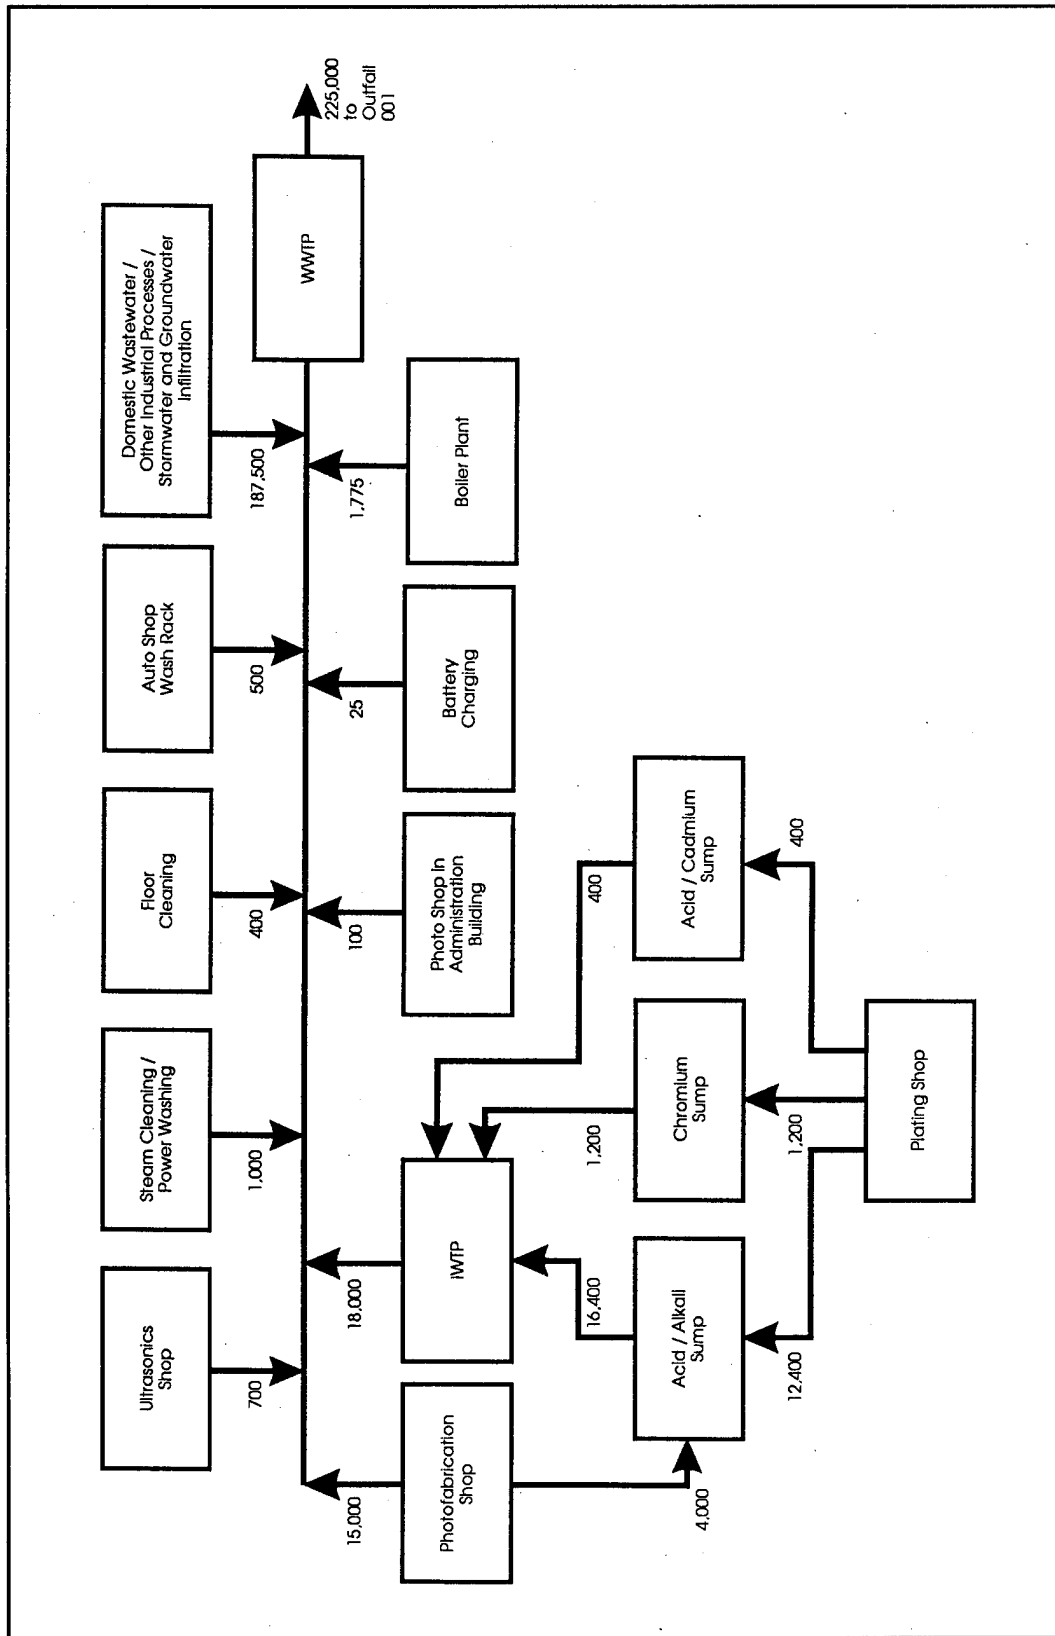 Ultrasonics
Shop
700
Steam Cleaning /
Power Washing
1,000
Floor
Cleaning
400
Auto Shop
Wash Rack
500
Domestic Wastewater /
Other Industrial Processes /
Stormwater and Groundwater
Infiltration
187,500
WWTP
225,000
to
Outfall
001
15,000
Photofabrication
Shop
18,000
IWTP
100
Photo Shop in
Administration
Building
25
Battery
Charging
1,775
Boiler Plant
4,000
16,400
Acid / Alkali
Sump
12,400
1,200
Chromium
Sump
1,200
400
Acid / Cadmium
Sump
400
Plating Shop